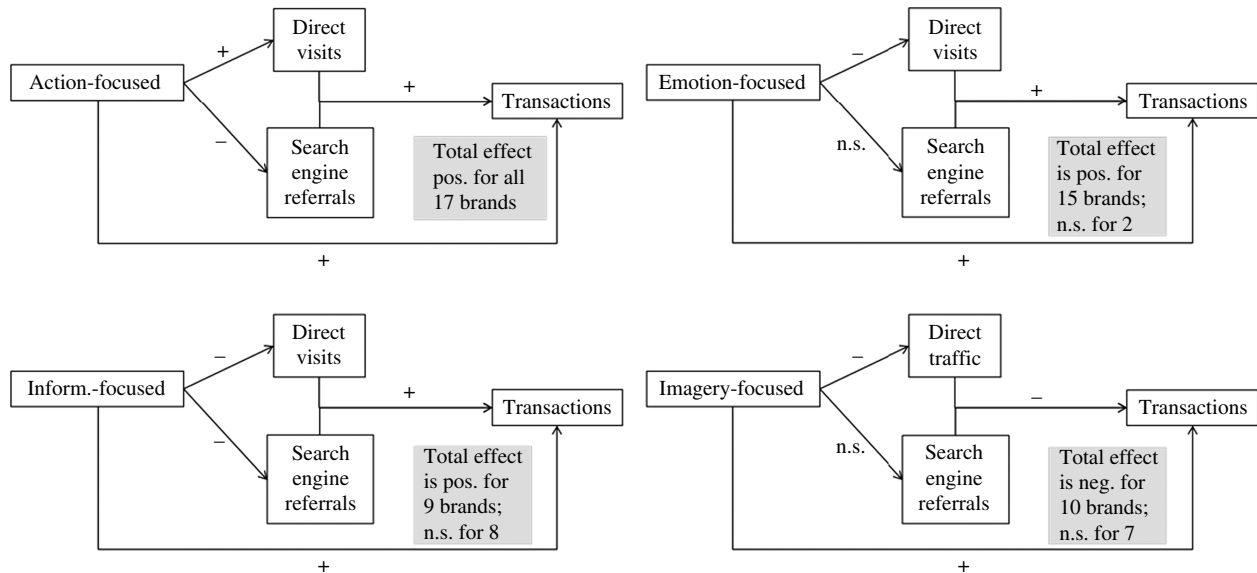 Direct
visits
+
Action-focused
+
Transactions
–
Search
engine
referrals
Total effect
pos. for all
17 brands
+
Direct
visits
–
Emotion-focused
+
Transactions
n.s.
Search
engine
referrals
Total effect
is pos. for
15 brands;
n.s. for 2
+
Direct
visits
–
Inform.-focused
+
Transactions
–
Search
engine
referrals
Total effect
is pos. for
9 brands;
n.s. for 8
+
Direct
traffic
–
Imagery-focused
–
Transactions
n.s.
Search
engine
referrals
Total effect
is neg. for
10 brands;
n.s. for 7
+